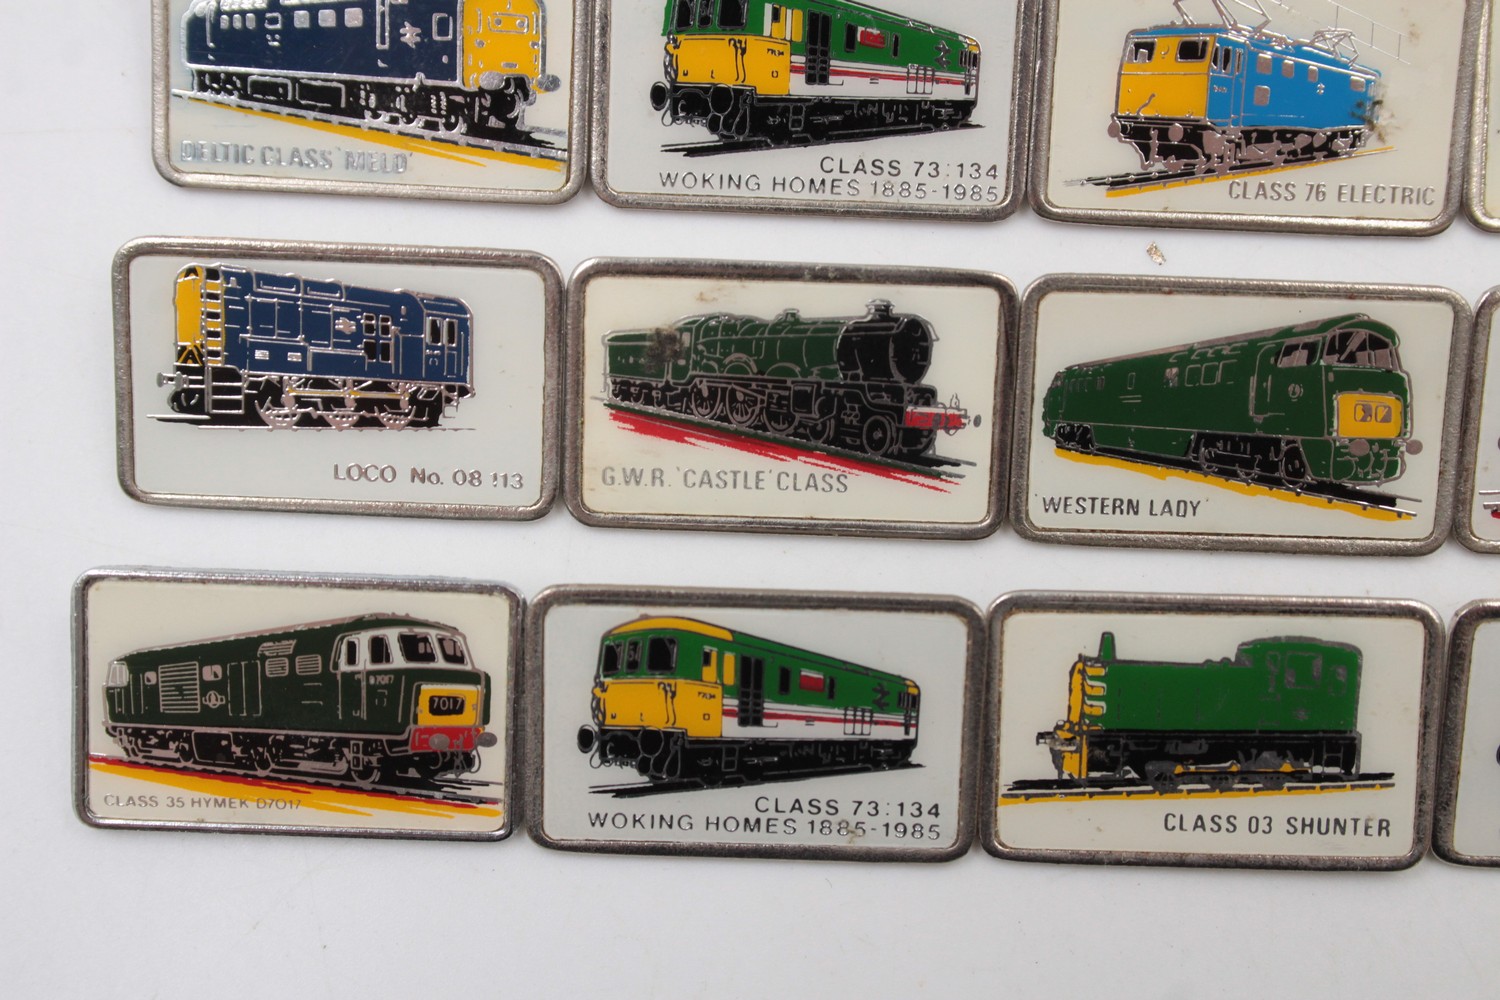 DELTIC CLASS 'MELD'
CLASS 73:134
WOKING HOMES 1885-1985
CLASS 76 ELECTRIC
LOCO No. 08 113
G.W.R. 'CASTLE' CLASS
'WESTERN LADY'
D7017
7017
CLASS 35 HYMEK D7017
CLASS 73:134
WOKING HOMES 1885-1985
CLASS 03 SHUNTER